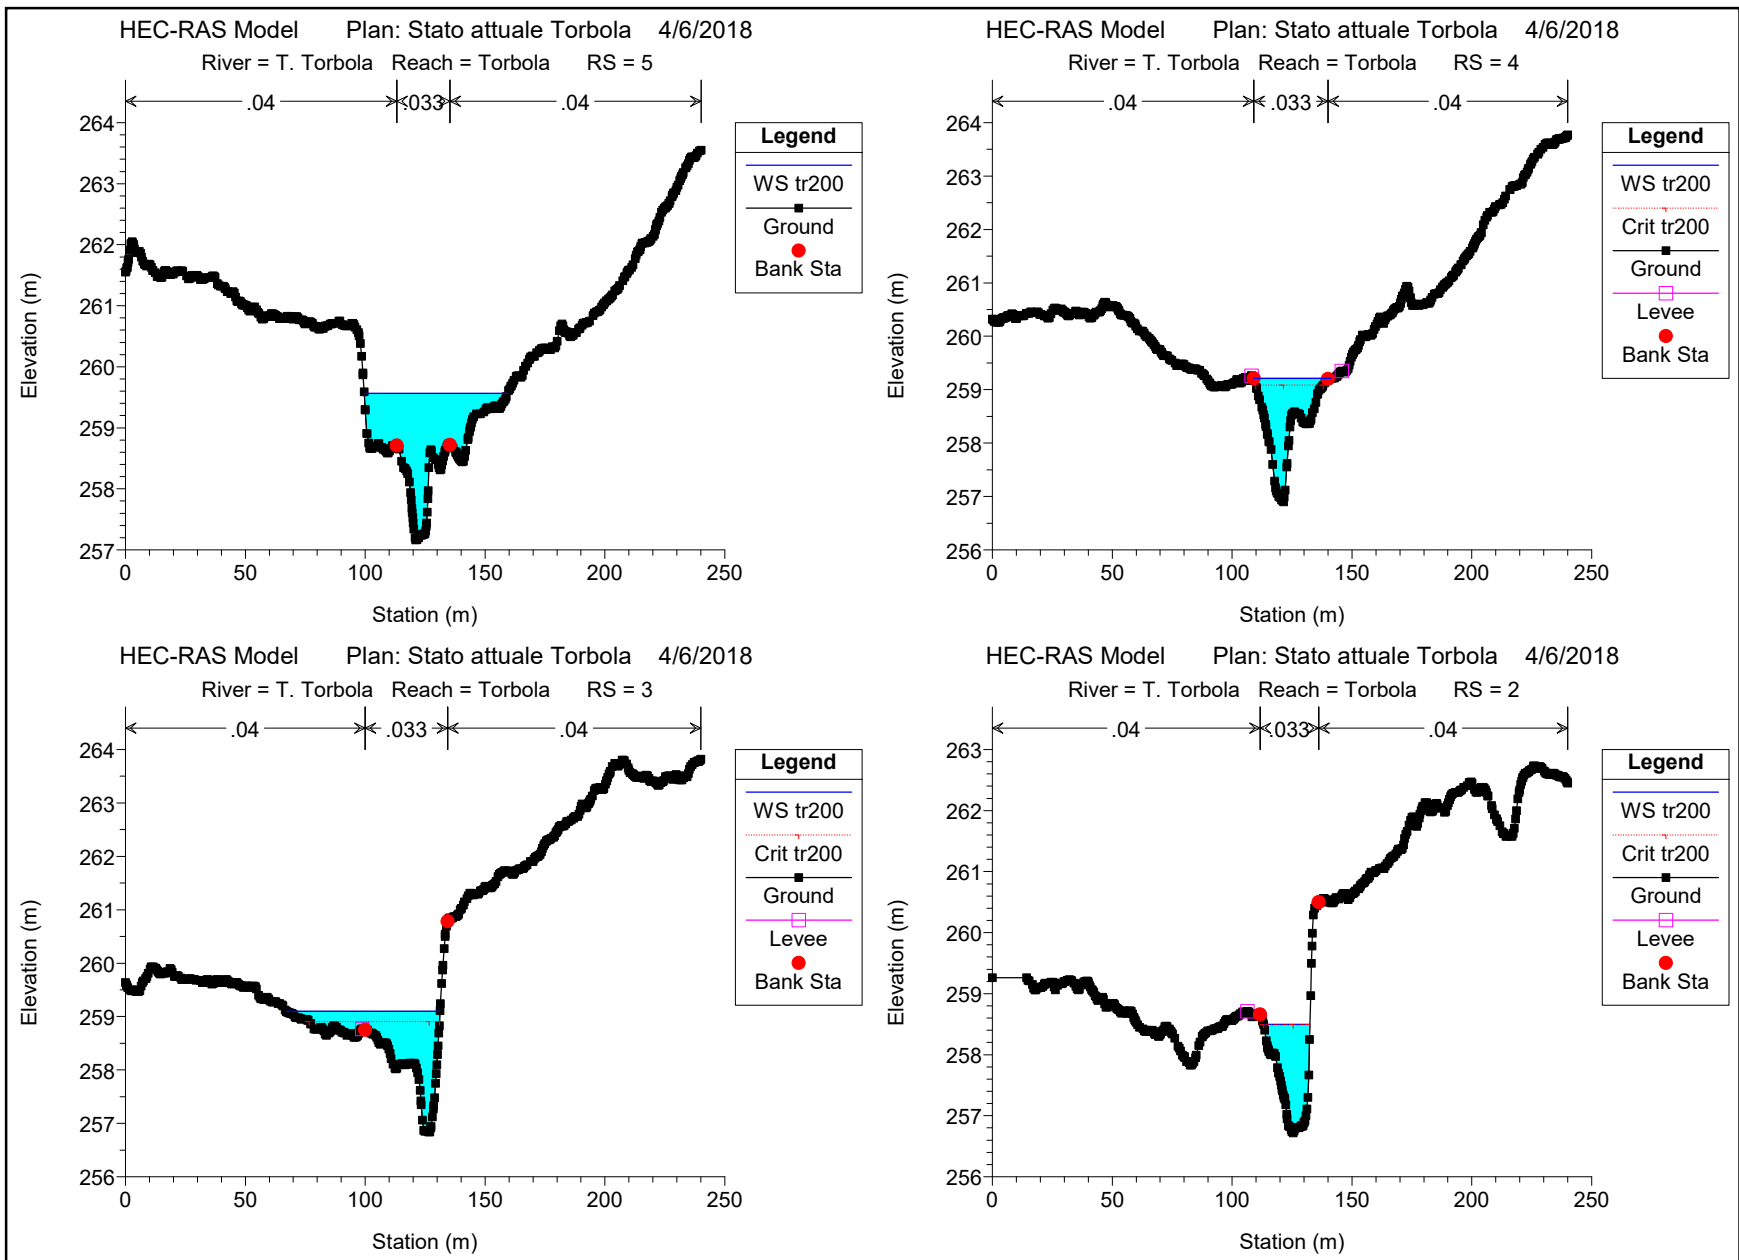 HEC-RAS Model Plan: Stato attuale Torbola 4/6/2018
River = T. Torbola Reach = Torbola RS = 5
.04 .033 .04
264
263
262
261
260
259
258
257
0 50 100 150 200 250
Elevation (m)
Station (m)
Legend
WS tr200
Ground
Bank Sta
HEC-RAS Model Plan: Stato attuale Torbola 4/6/2018
River = T. Torbola Reach = Torbola RS = 4
.04 .033 .04
264
263
262
261
260
259
258
257
256
0 50 100 150 200 250
Elevation (m)
Station (m)
Legend
WS tr200
Crit tr200
Ground
Levee
Bank Sta
HEC-RAS Model Plan: Stato attuale Torbola 4/6/2018
River = T. Torbola Reach = Torbola RS = 3
.04 .033 .04
264
263
262
261
260
259
258
257
256
0 50 100 150 200 250
Elevation (m)
Station (m)
Legend
WS tr200
Crit tr200
Ground
Levee
Bank Sta
HEC-RAS Model Plan: Stato attuale Torbola 4/6/2018
River = T. Torbola Reach = Torbola RS = 2
.04 .033 .04
263
262
261
260
259
258
257
256
0 50 100 150 200 250
Elevation (m)
Station (m)
Legend
WS tr200
Crit tr200
Ground
Levee
Bank Sta